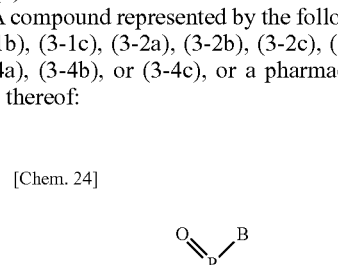 A compound represented by the follo
1b), (3-1c), (3-2a), (3-2b), (3-2c), (
4a), (3-4b), or (3-4c), or a pharma
thereof:
[Chem. 24]
O B
P